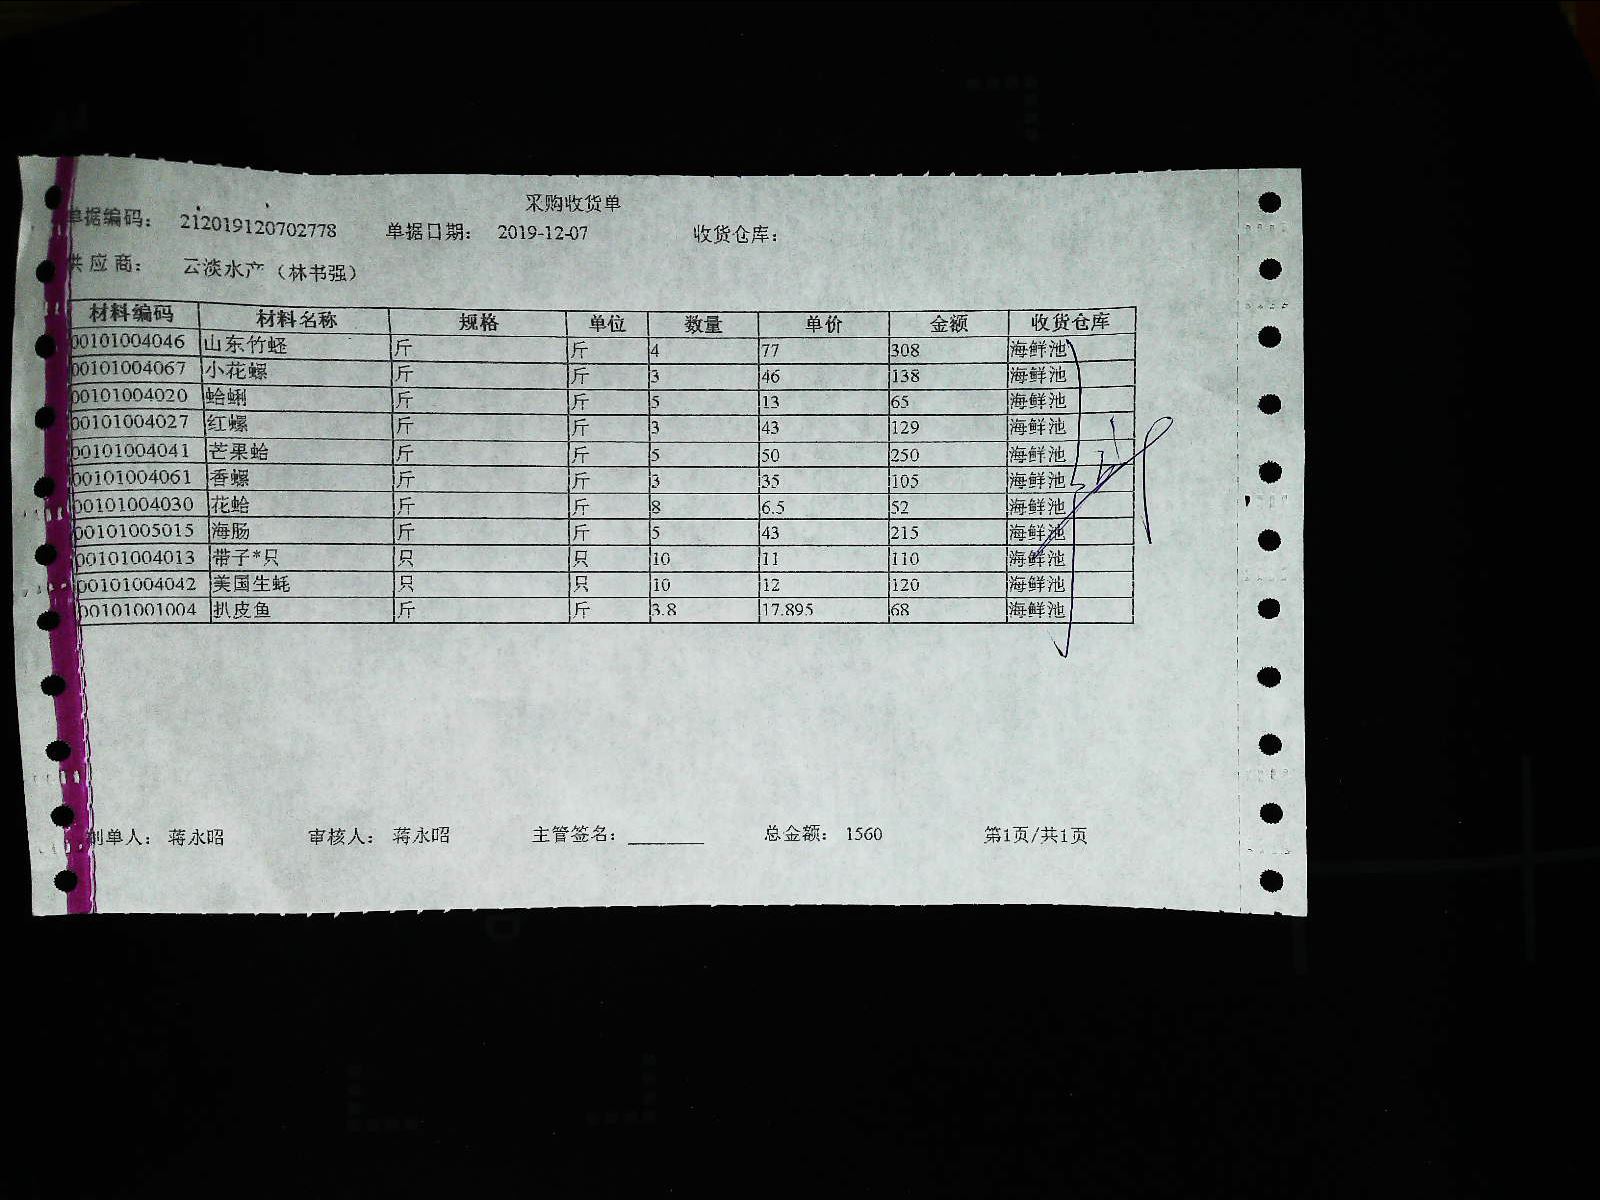 采购收货单
单据编码： 212019120702778 单据日期： 2019-12-07 收货仓库：
供应商： 云淡水产（林书强）
材料编码 材料名称 规格 单位 数量 单价 金额 收货仓库
00101004046 山东竹蛏 斤 斤 4 77 308 海鲜池
00101004067 小花螺 斤 斤 3 46 138 海鲜池
00101004020 蛤蜊 斤 斤 5 13 65 海鲜池
00101004027 红螺 斤 斤 3 43 129 海鲜池
00101004041 芒果蛤 斤 斤 5 50 250 海鲜池
00101004061 香螺 斤 斤 3 35 105 海鲜池
00101004030 花蛤 斤 斤 8 6.5 52 海鲜池
00101005015 海肠 斤 斤 5 43 215 海鲜池
00101004013 带子*只 只 只 10 11 110 海鲜池
00101004042 美国生蚝 只 只 10 12 120 海鲜池
00101001004 扒皮鱼 斤 斤 3.8 17.895 68 海鲜池
制单人： 蒋永昭 审核人： 蒋永昭 主管签名： 总金额： 1560 第1页/共1页